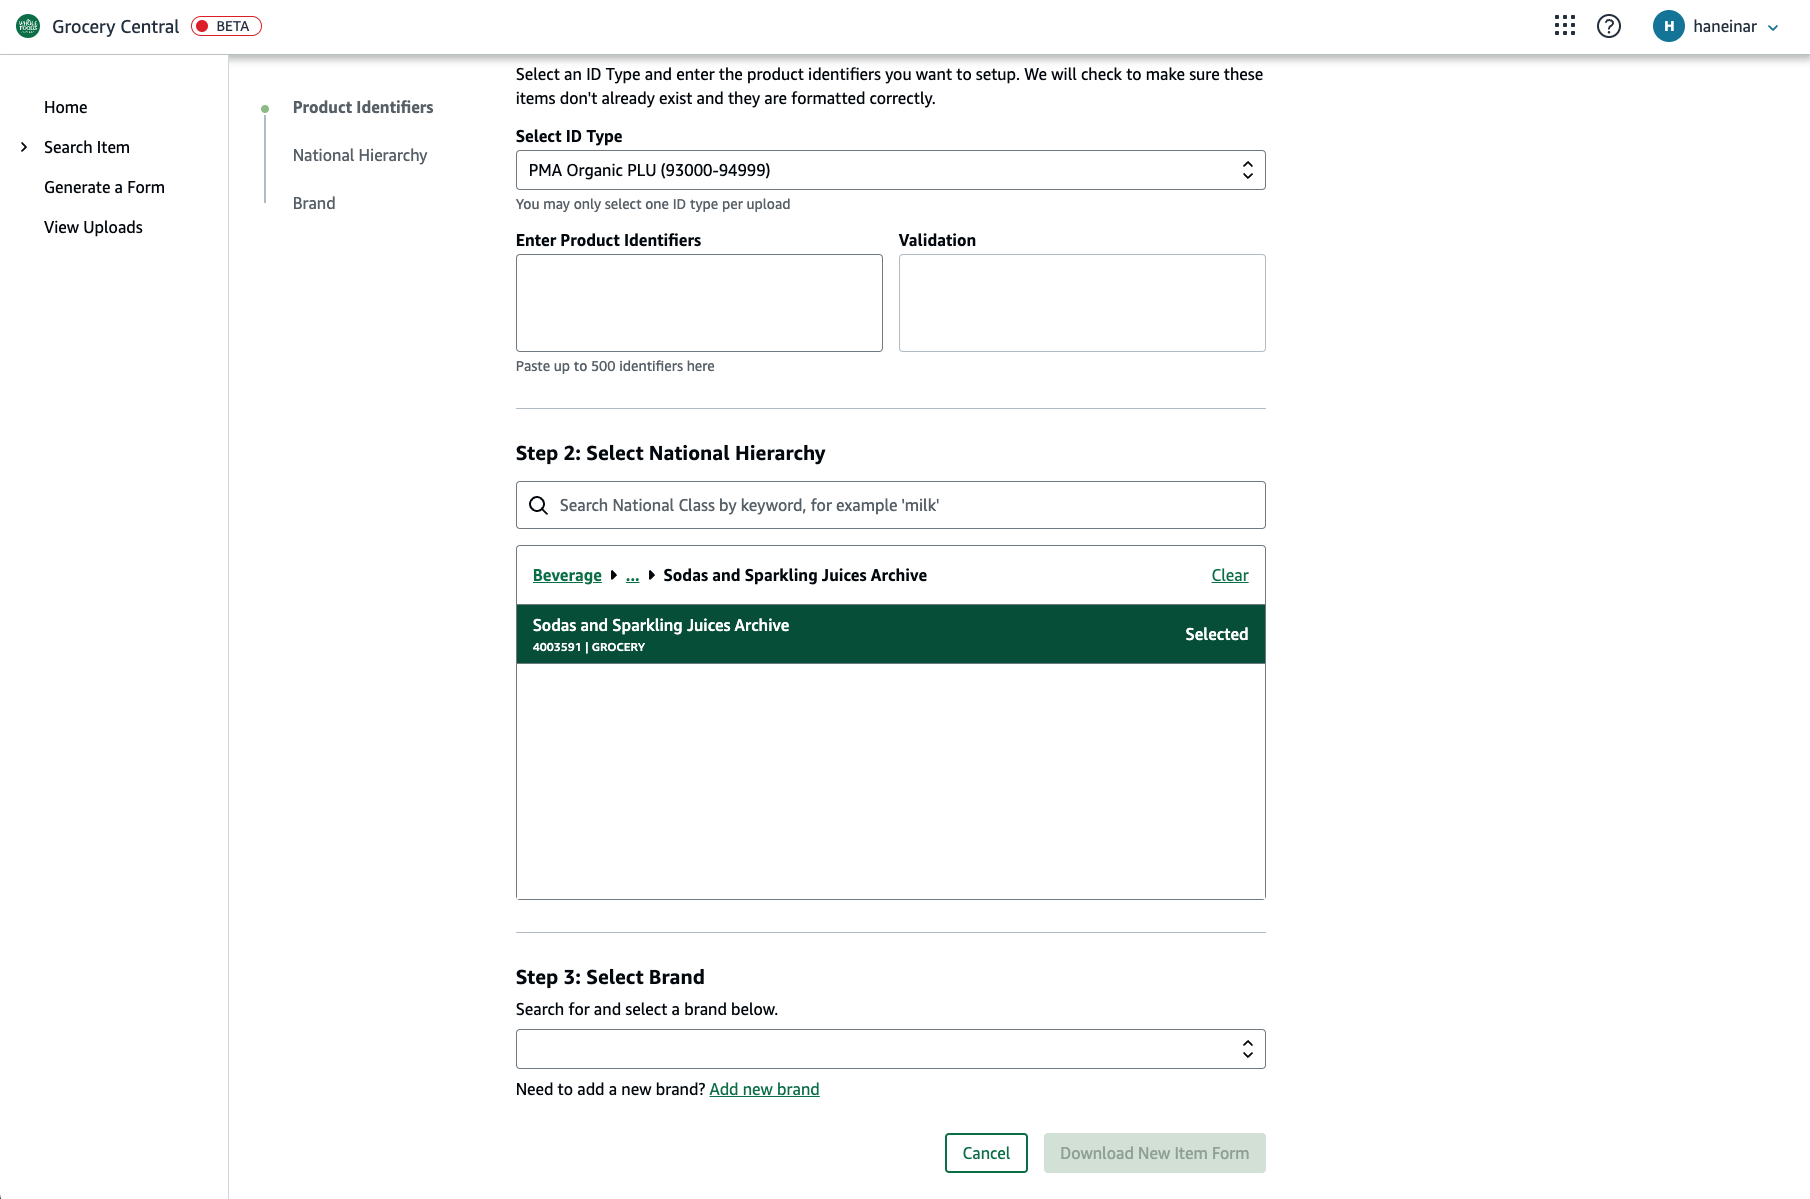 WHOLE
FOODS
Grocery Central
BETA
H
haneinar
Home
Search Item
Generate a Form
View Uploads
Product Identifiers
National Hierarchy
Brand
Select an ID Type and enter the product identifiers you want to setup. We will check to make sure these
items don't already exist and they are formatted correctly.
Select ID Type
PMA Organic PLU (93000-94999)
You may only select one ID type per upload
Enter Product Identifiers
Validation
Paste up to 500 identifiers here
Step 2: Select National Hierarchy
Search National Class by keyword, for example 'milk'
Beverage ... Sodas and Sparkling Juices Archive
Clear
Sodas and Sparkling Juices Archive
4003591 | GROCERY
Selected
Step 3: Select Brand
Search for and select a brand below.
Need to add a new brand? Add new brand
Cancel
Download New Item Form